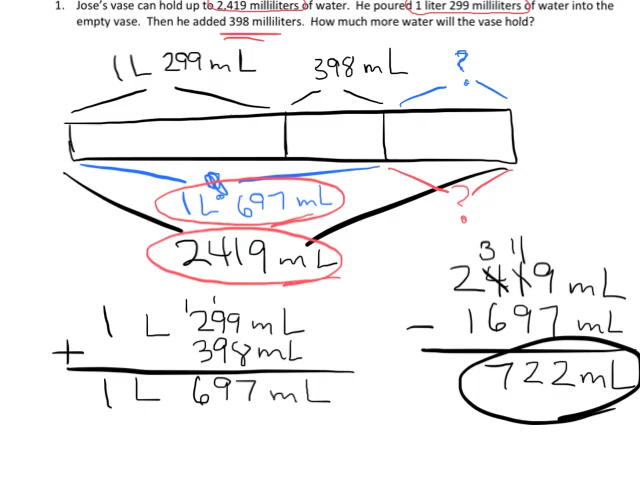 1. Jose's vase can hold up to 2,419 milliliters of water. He poured 1 liter 299 milliliters of water into the
empty vase. Then he added 398 milliliters. How much more water will the vase hold?
1L 299 mL 398 mL ?
1L 697 mL ?
2419 mL
3 11
2419 mL
- 1697 mL
722 mL
1 1
1 L 299 mL
+ 398 mL
1 L 697 mL